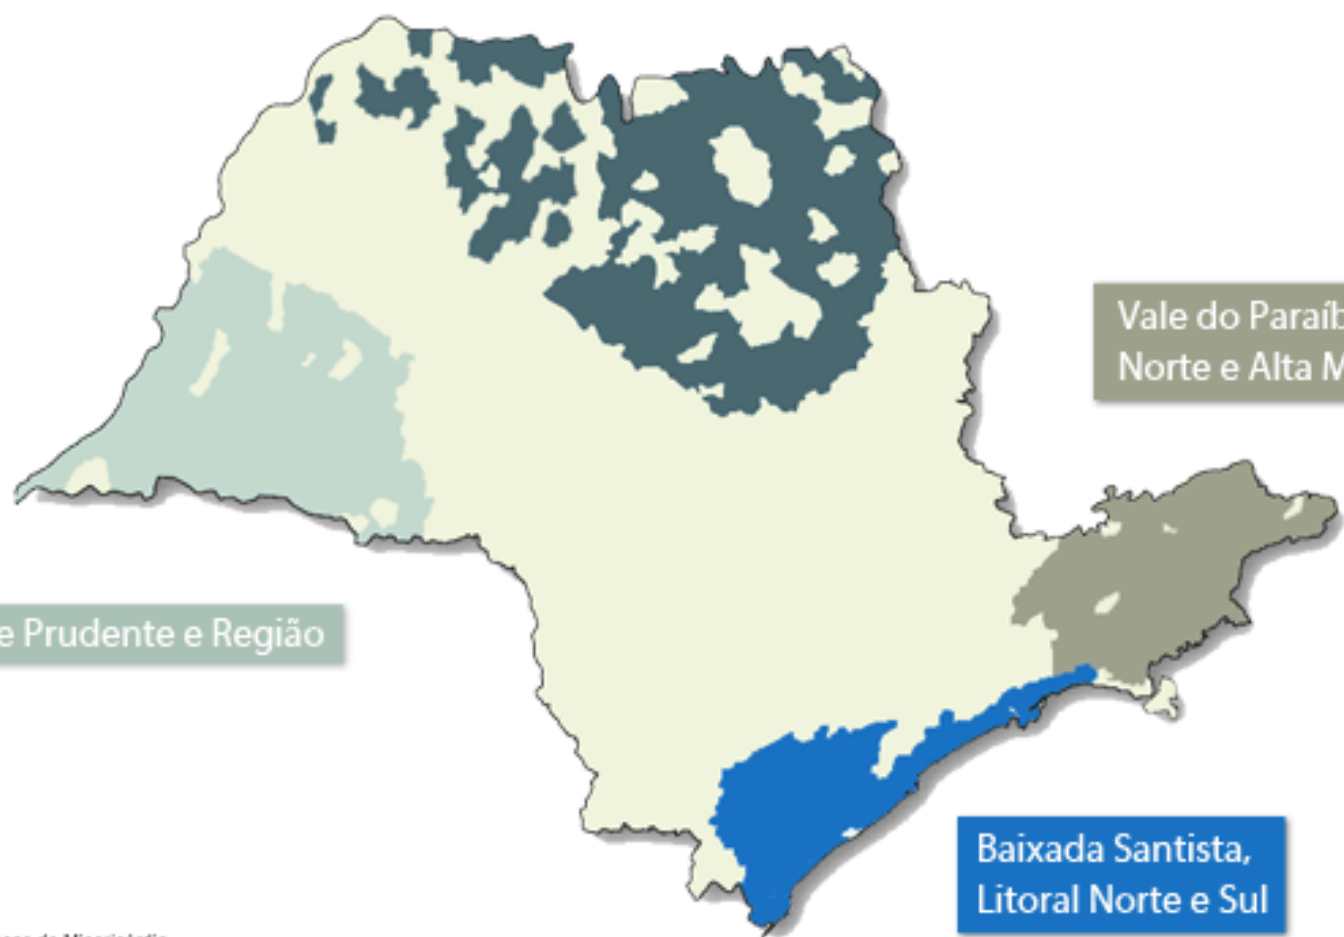 Vale do Paraíb
Norte e Alta M
e Prudente e Região
Baixada Santista,
Litoral Norte e Sul